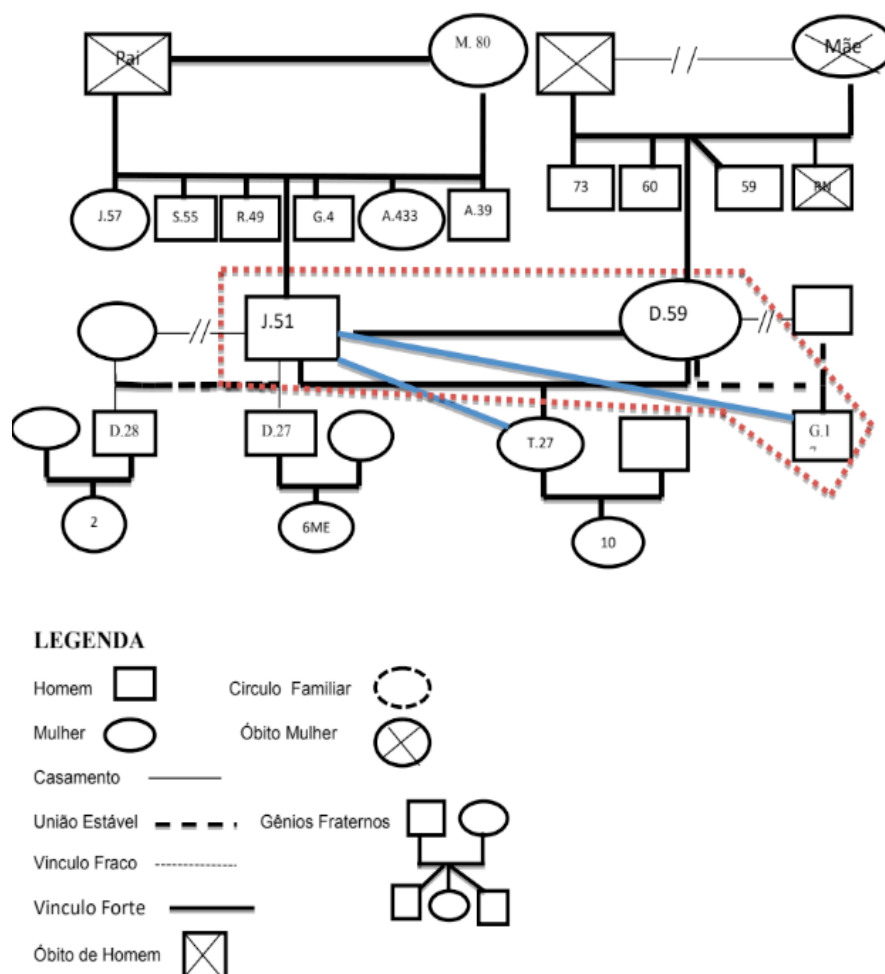 Pai
M. 80
Mãe
73
60
59
RN
J.57
S.55
R.49
G.4
A.433
A.39
J.51
D.59
D.28
D.27
T.27
G.1
2
6ME
10
LEGENDA
Homem
Circulo Familiar
Mulher
Óbito Mulher
Casamento
União Estável
Gênios Fraternos
Vinculo Fraco
Vinculo Forte
Óbito de Homem